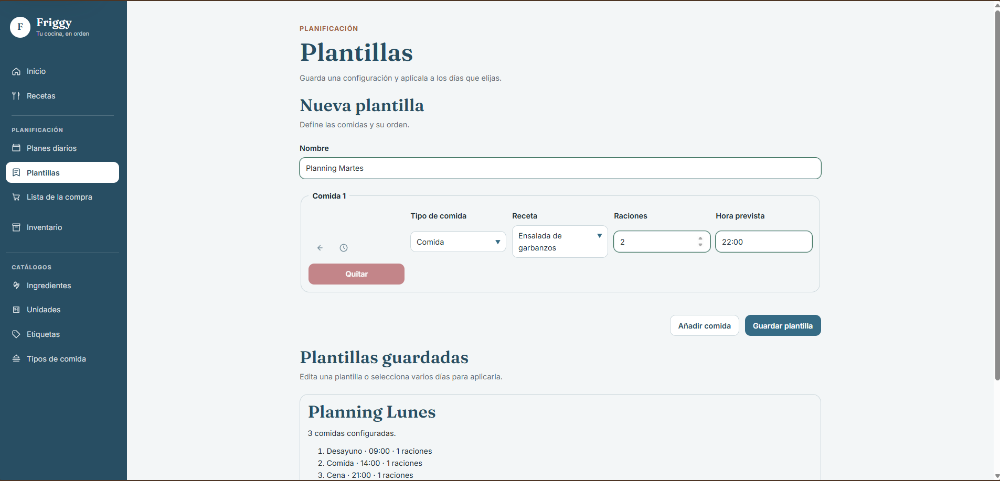 F
Friggy
Tu cocina, en orden
Inicio
Recetas
PLANIFICACIÓN
Planes diarios
Plantillas
Lista de la compra
Inventario
CATÁLOGOS
Ingredientes
Unidades
Etiquetas
Tipos de comida
PLANIFICACIÓN
Plantillas
Guarda una configuración y aplícala a los días que elijas.
Nueva plantilla
Define las comidas y su orden.
Nombre
Planning Martes
Comida 1
Tipo de comida
Receta
Raciones
Hora prevista
Comida
Ensalada de
garbanzos
2
22:00
Quitar
Añadir comida
Guardar plantilla
Plantillas guardadas
Edita una plantilla o selecciona varios días para aplicarla.
Planning Lunes
3 comidas configuradas.
1. Desayuno · 09:00 · 1 raciones
2. Comida · 14:00 · 1 raciones
3. Cena · 21:00 · 1 raciones